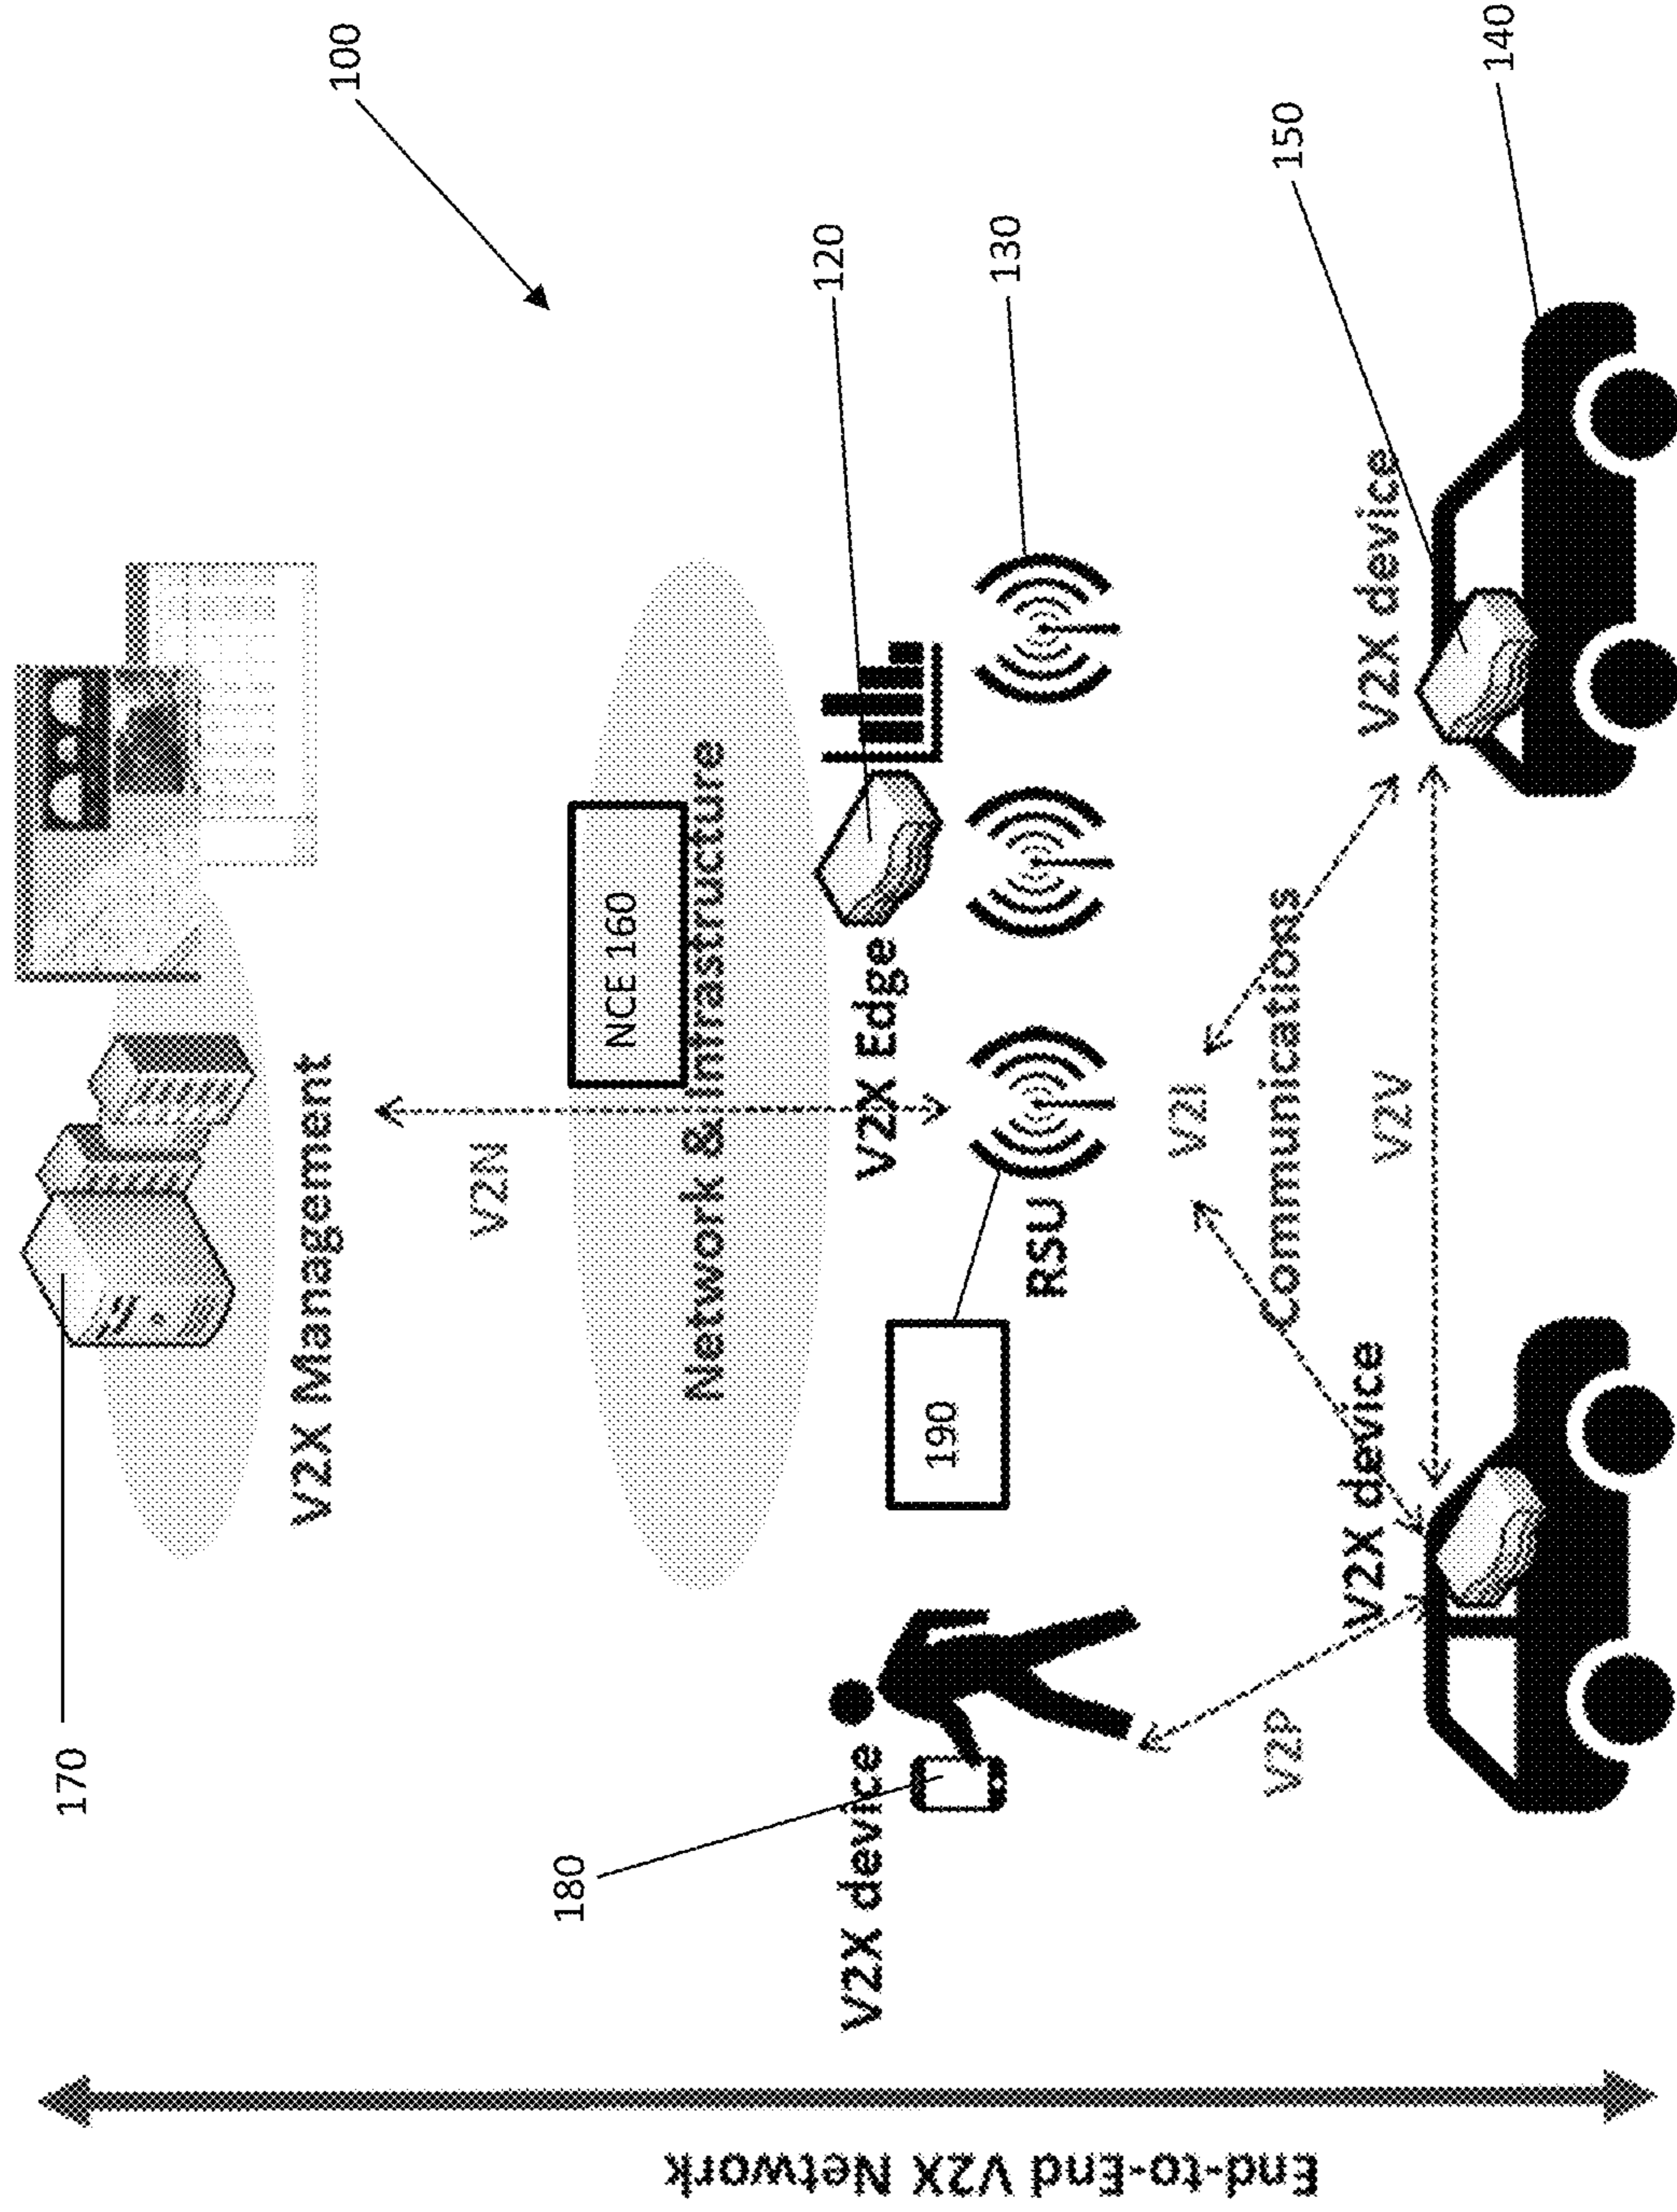 End-to-End V2X Network
170
V2X Management
100
V2N
180
NCE 160
Network & Infrastructure
120
V2X device
V2X Edge
190
130
RSU
V2I
Communications
V2P
150
V2X device
V2X device
V2V
140